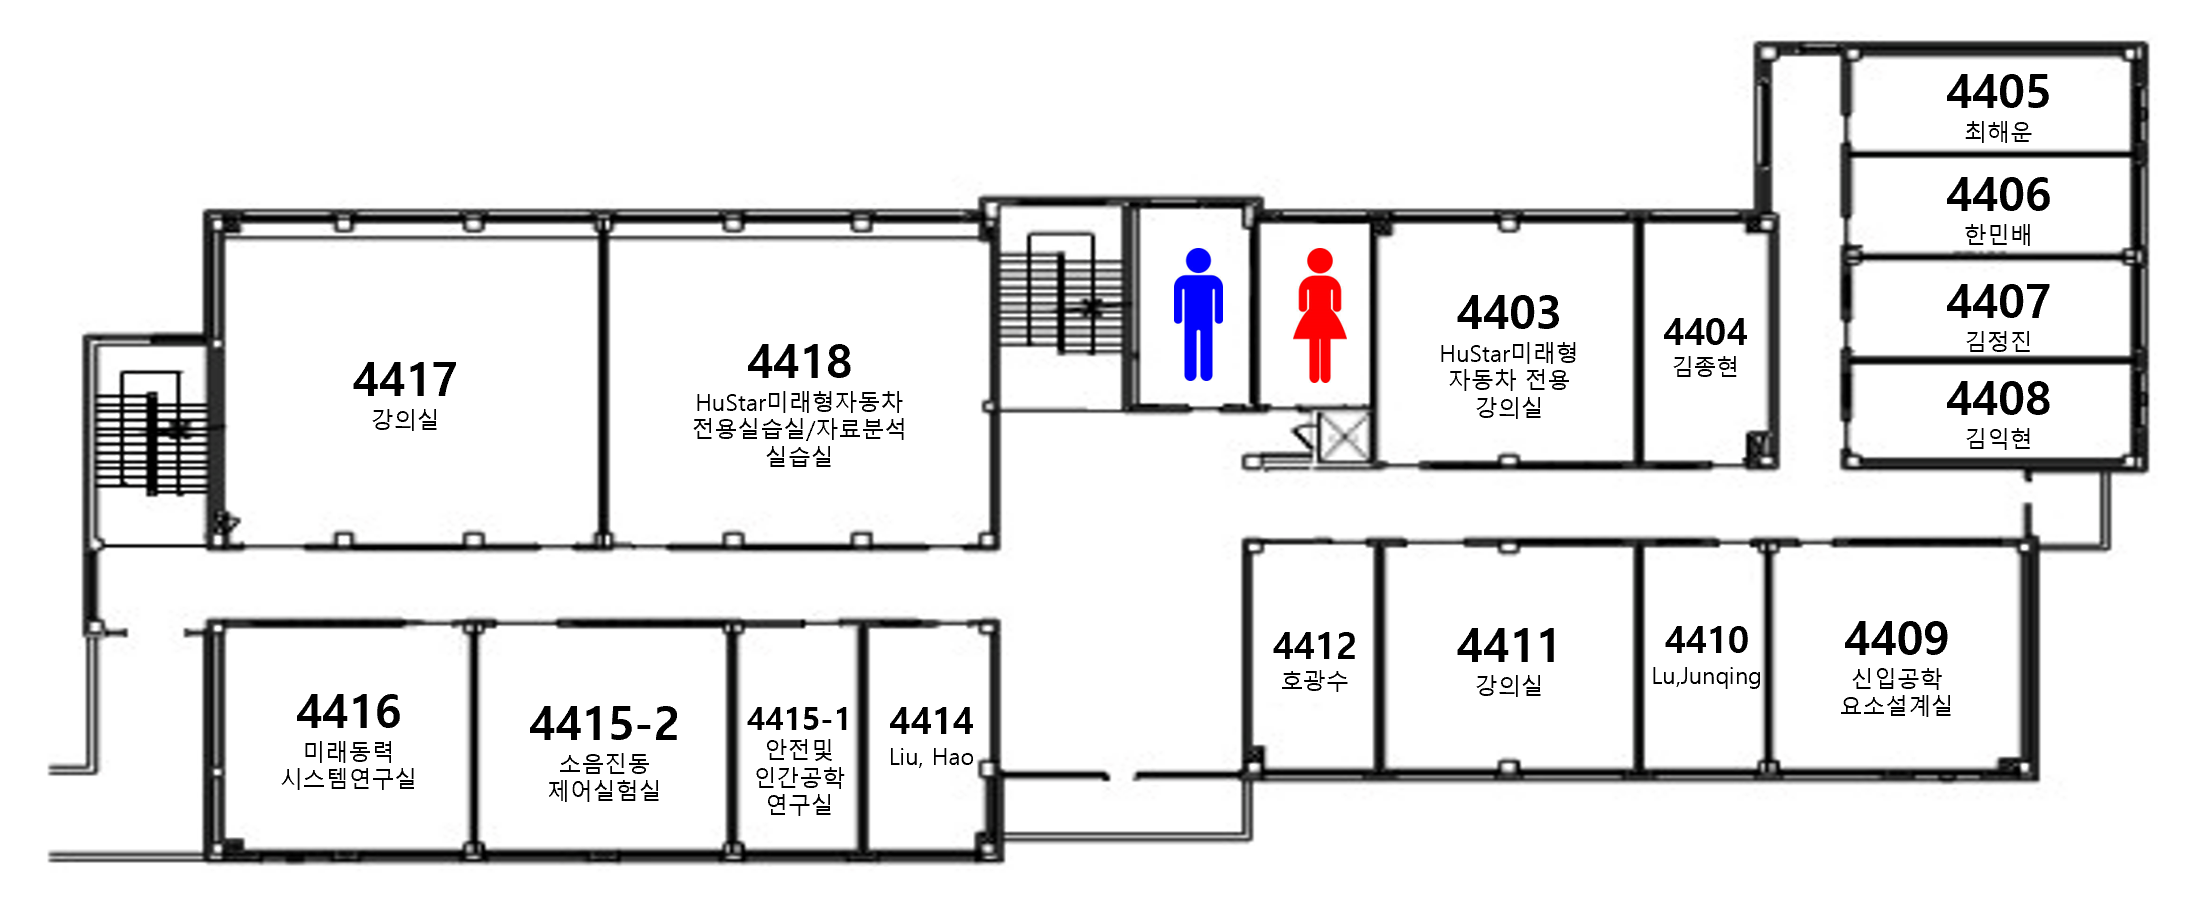 4405
최해운
4406
한민배
4407
김정진
4408
김익현
4403
HuStar미래형
자동차 전용
강의실
4404
김종현
4417
강의실
4418
HuStar미래형자동차
전용실습실/자료분석
실습실
4412
호광수
4411
강의실
4410
Lu,Junqing
4409
신입공학
요소설계실
4416
미래동력
시스템연구실
4415-2
소음진동
제어실험실
4415-1
안전및
인간공학
연구실
4414
Liu, Hao